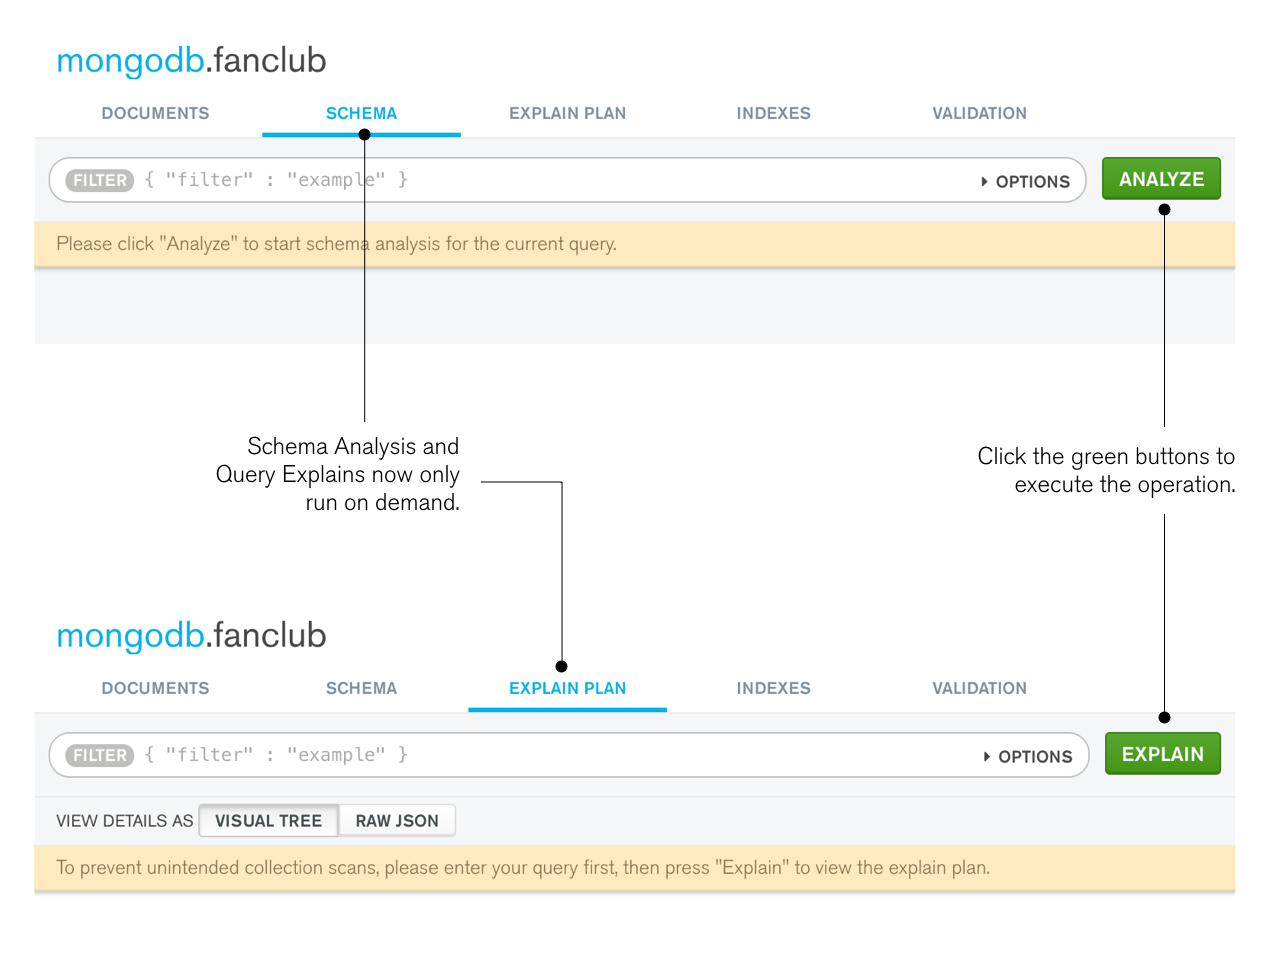 mongodb.fanclub
DOCUMENTS SCHEMA EXPLAIN PLAN INDEXES VALIDATION
FILTER { "filter" : "example" } OPTIONS ANALYZE
Please click "Analyze" to start schema analysis for the current query.
Schema Analysis and
Query Explains now only
run on demand.
Click the green buttons to
execute the operation.
mongodb.fanclub
DOCUMENTS SCHEMA EXPLAIN PLAN INDEXES VALIDATION
FILTER { "filter" : "example" } OPTIONS EXPLAIN
VIEW DETAILS AS VISUAL TREE RAW JSON
To prevent unintended collection scans, please enter your query first, then press "Explain" to view the explain plan.